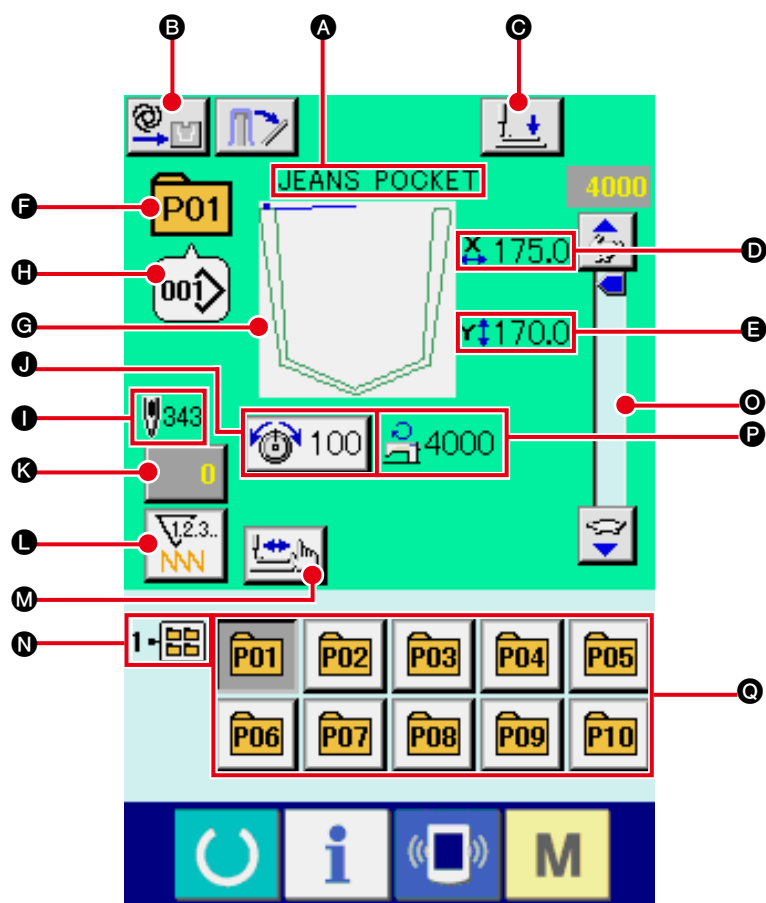 B A C
JEANS POCKET
4000
F P01
X 175.0 D
H 001
G
Y 170.0 E
J
I 343
O
100 4000 P
K 0
L 1.2.3..
M
N 1
P01 P02 P03 P04 P05
Q
P06 P07 P08 P09 P10
i M